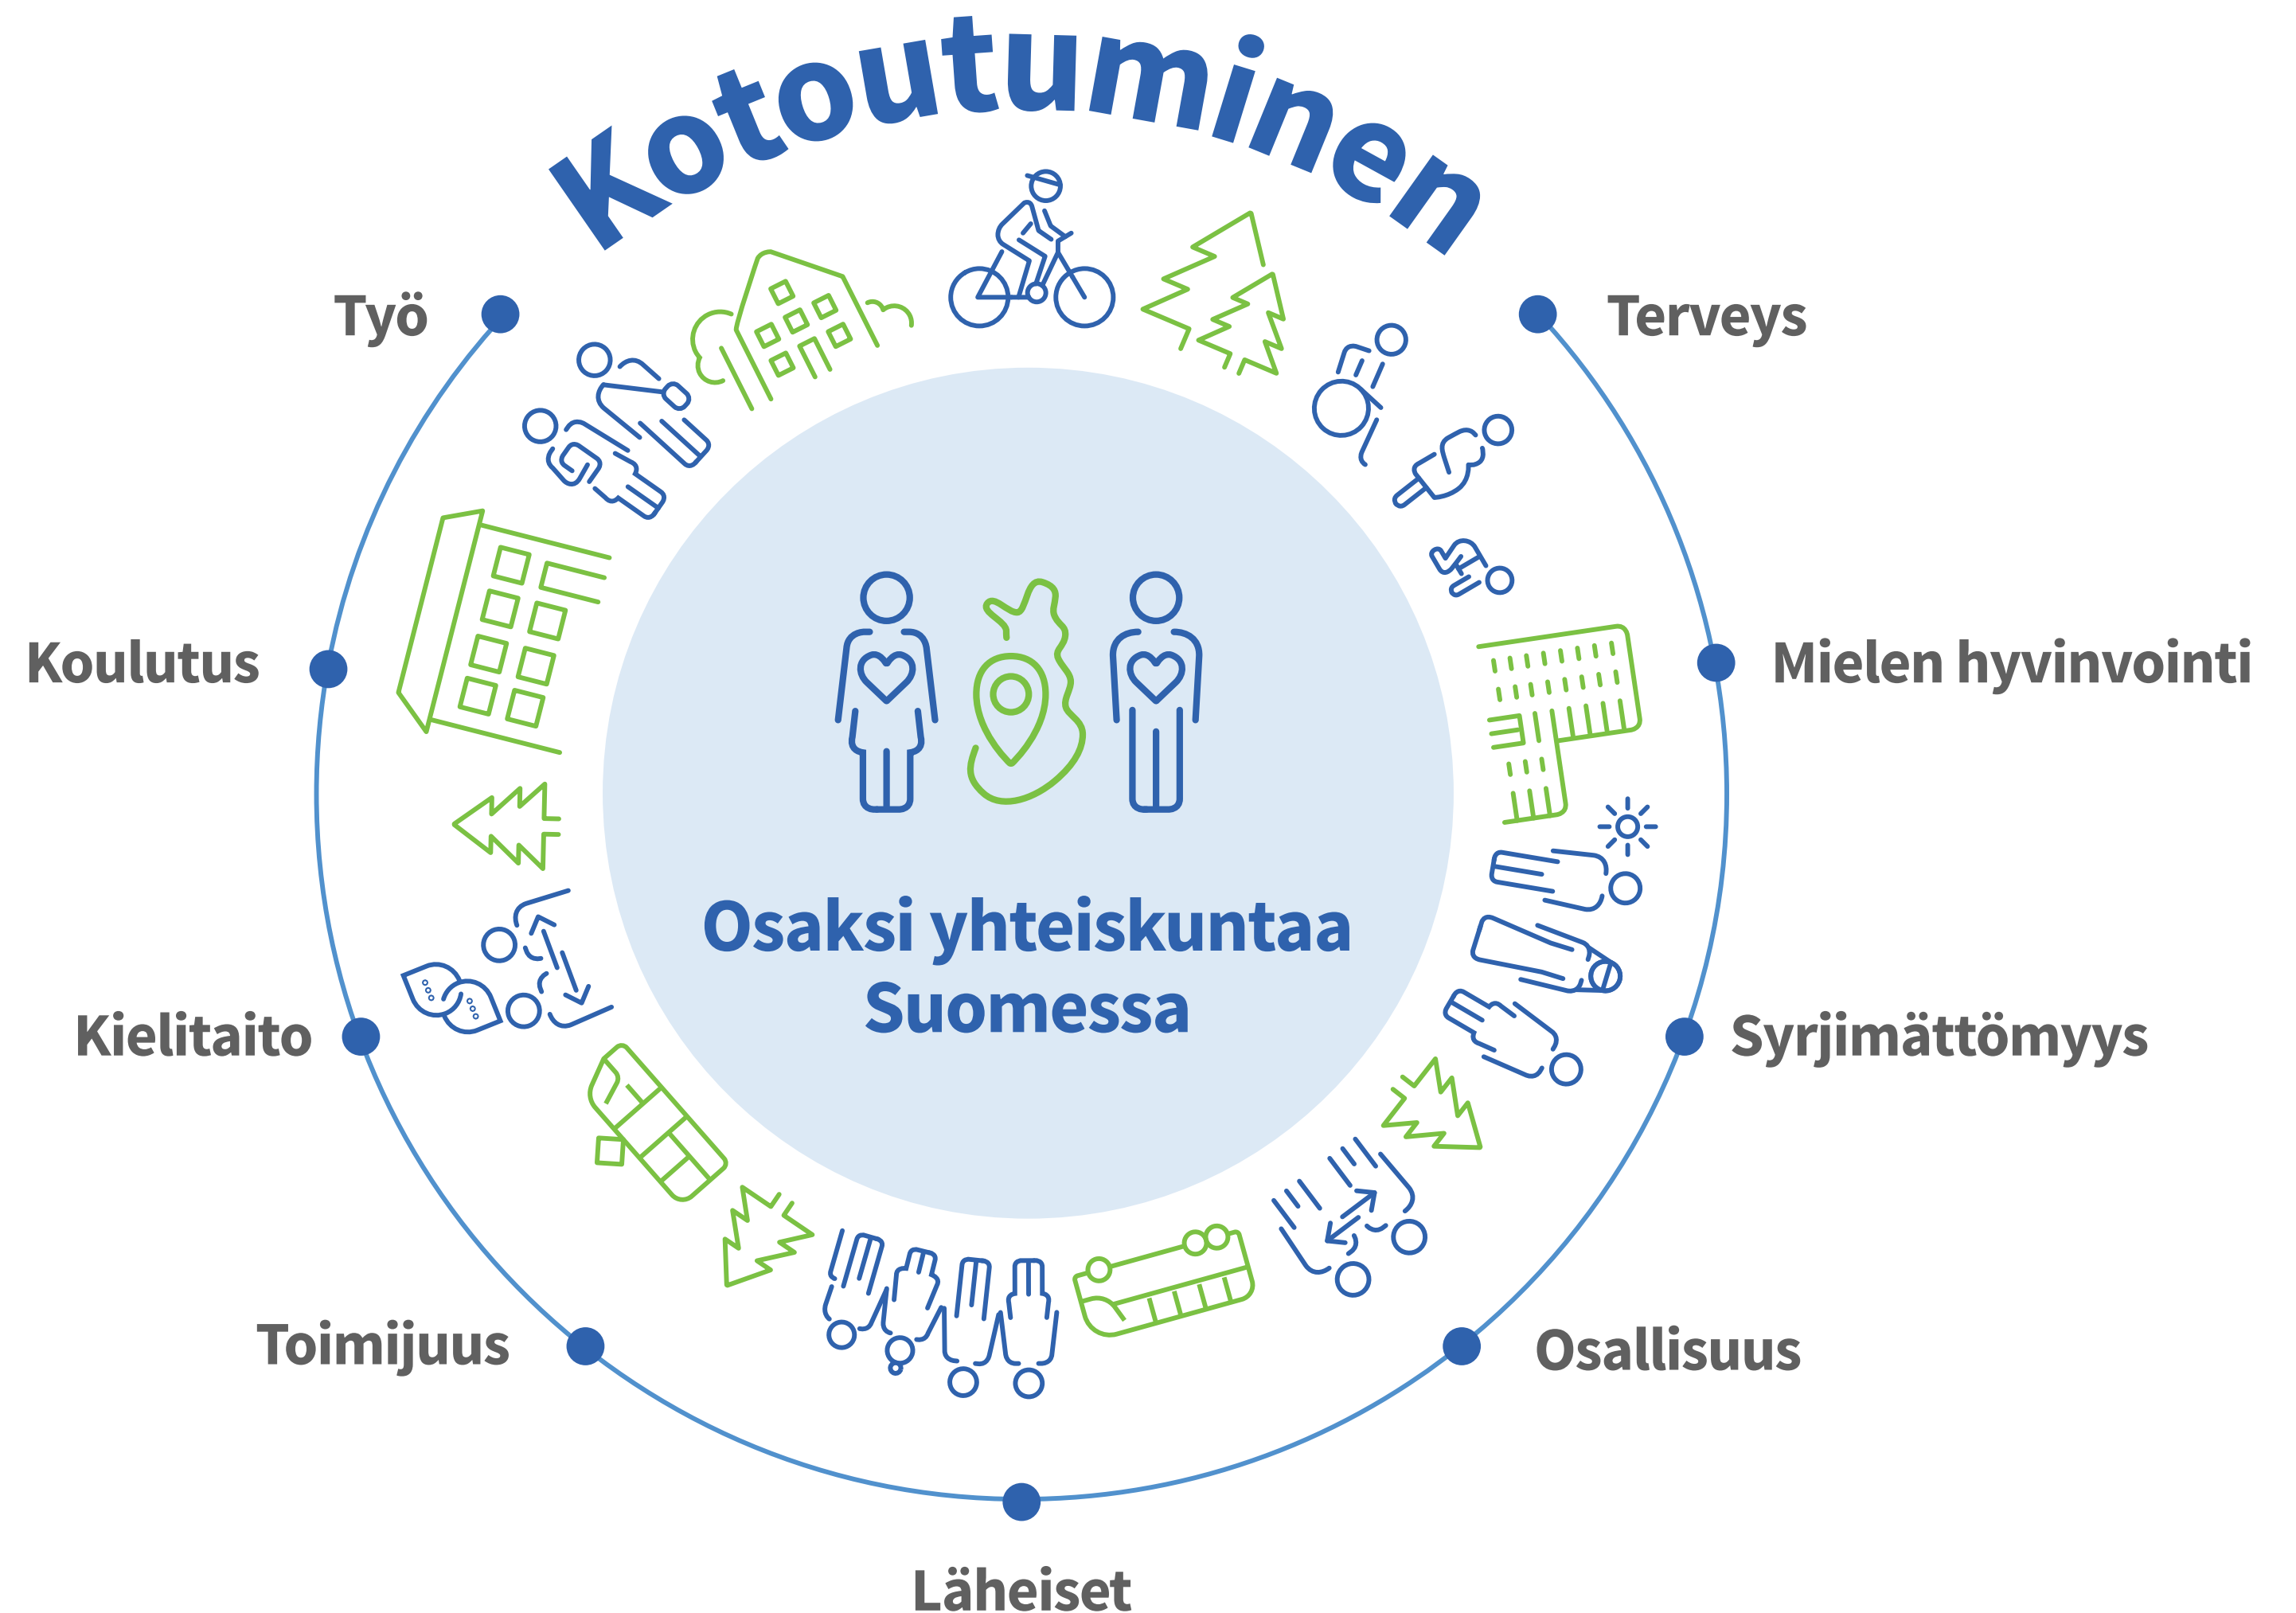 Kotoutuminen
Työ
Terveys
Koulutus
Mielen hyvinvointi
Osaksi yhteiskuntaa
Suomessa
Kielitaito
Syrjimättömyys
Toimijuus
Osallisuus
Läheiset